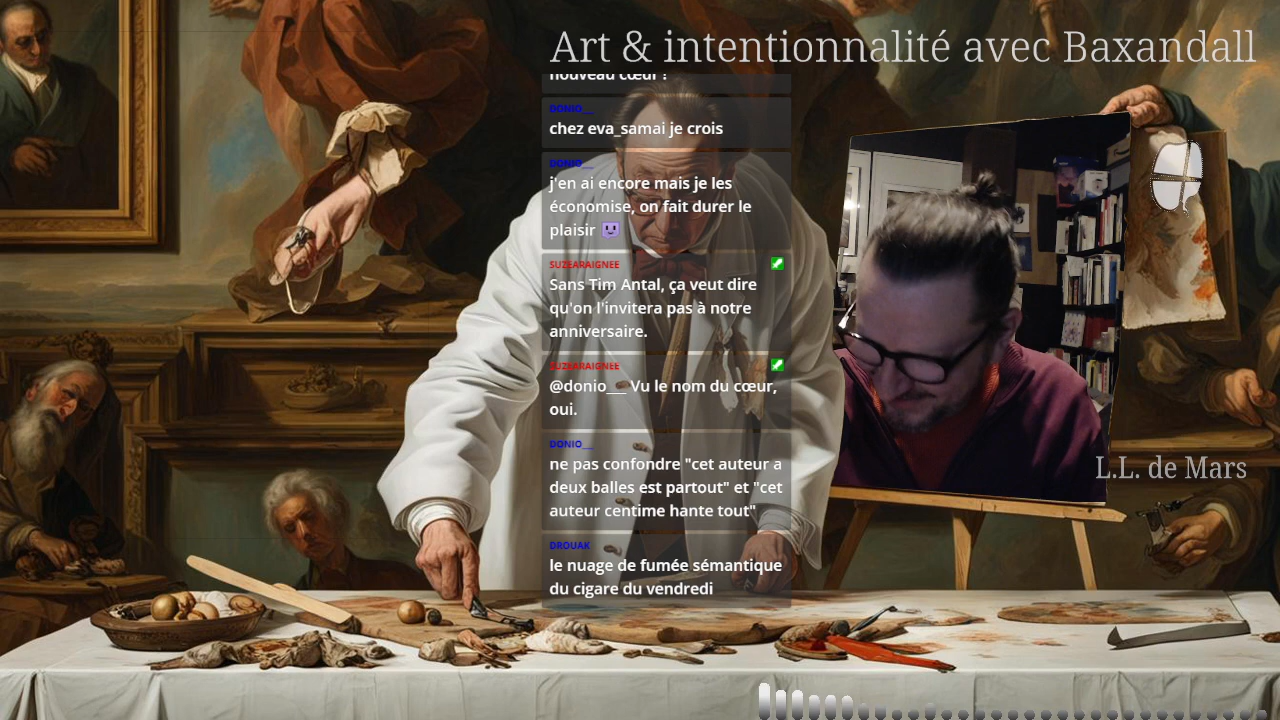 Art & intentionnalité avec Baxandall
nouveau cœur !
DONIO__
chez eva_samai je crois
DONIO__
j'en ai encore mais je les
économise, on fait durer le
plaisir
SUZEARAIGNEE
Sans Tim Antal, ça veut dire
qu'on l'invitera pas à notre
anniversaire.
SUZEARAIGNEE
@donio___ Vu le nom du cœur,
oui.
DONIO__
ne pas confondre "cet auteur a
deux balles est partout" et "cet
auteur centime hante tout"
DROUAK
le nuage de fumée sémantique
du cigare du vendredi
L.L. de Mars